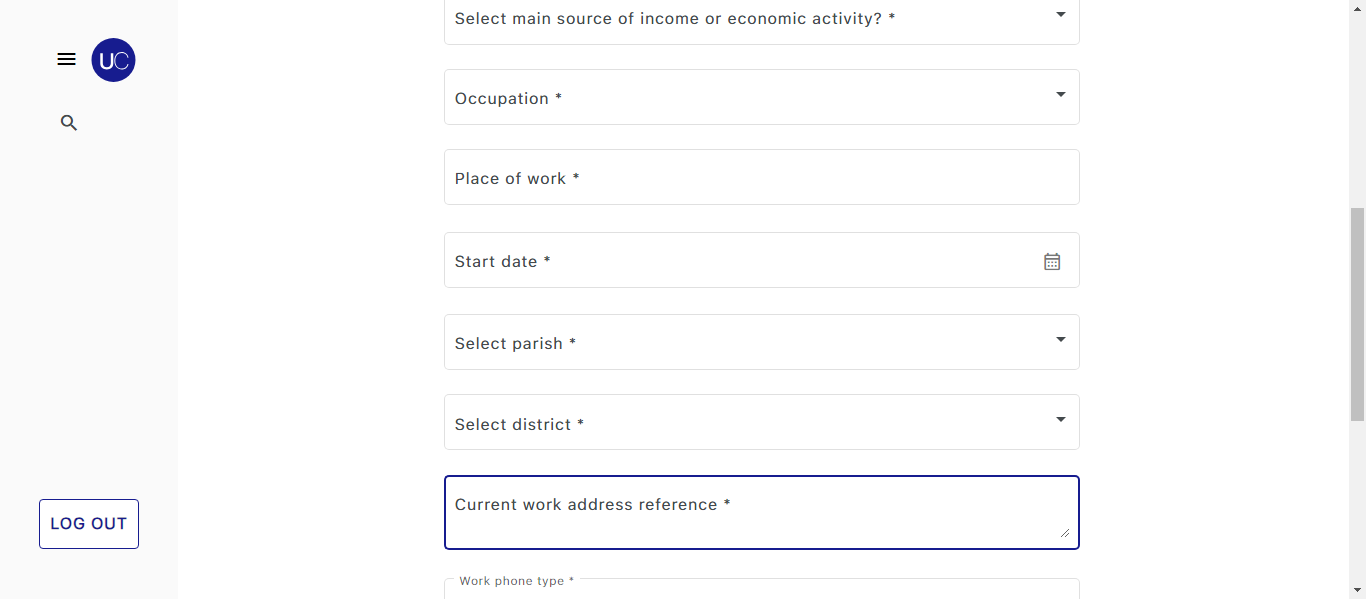 UC
Select main source of income or economic activity? *
Occupation *
Place of work *
Start date *
Select parish *
Select district *
Current work address reference *
LOG OUT
Work phone type *